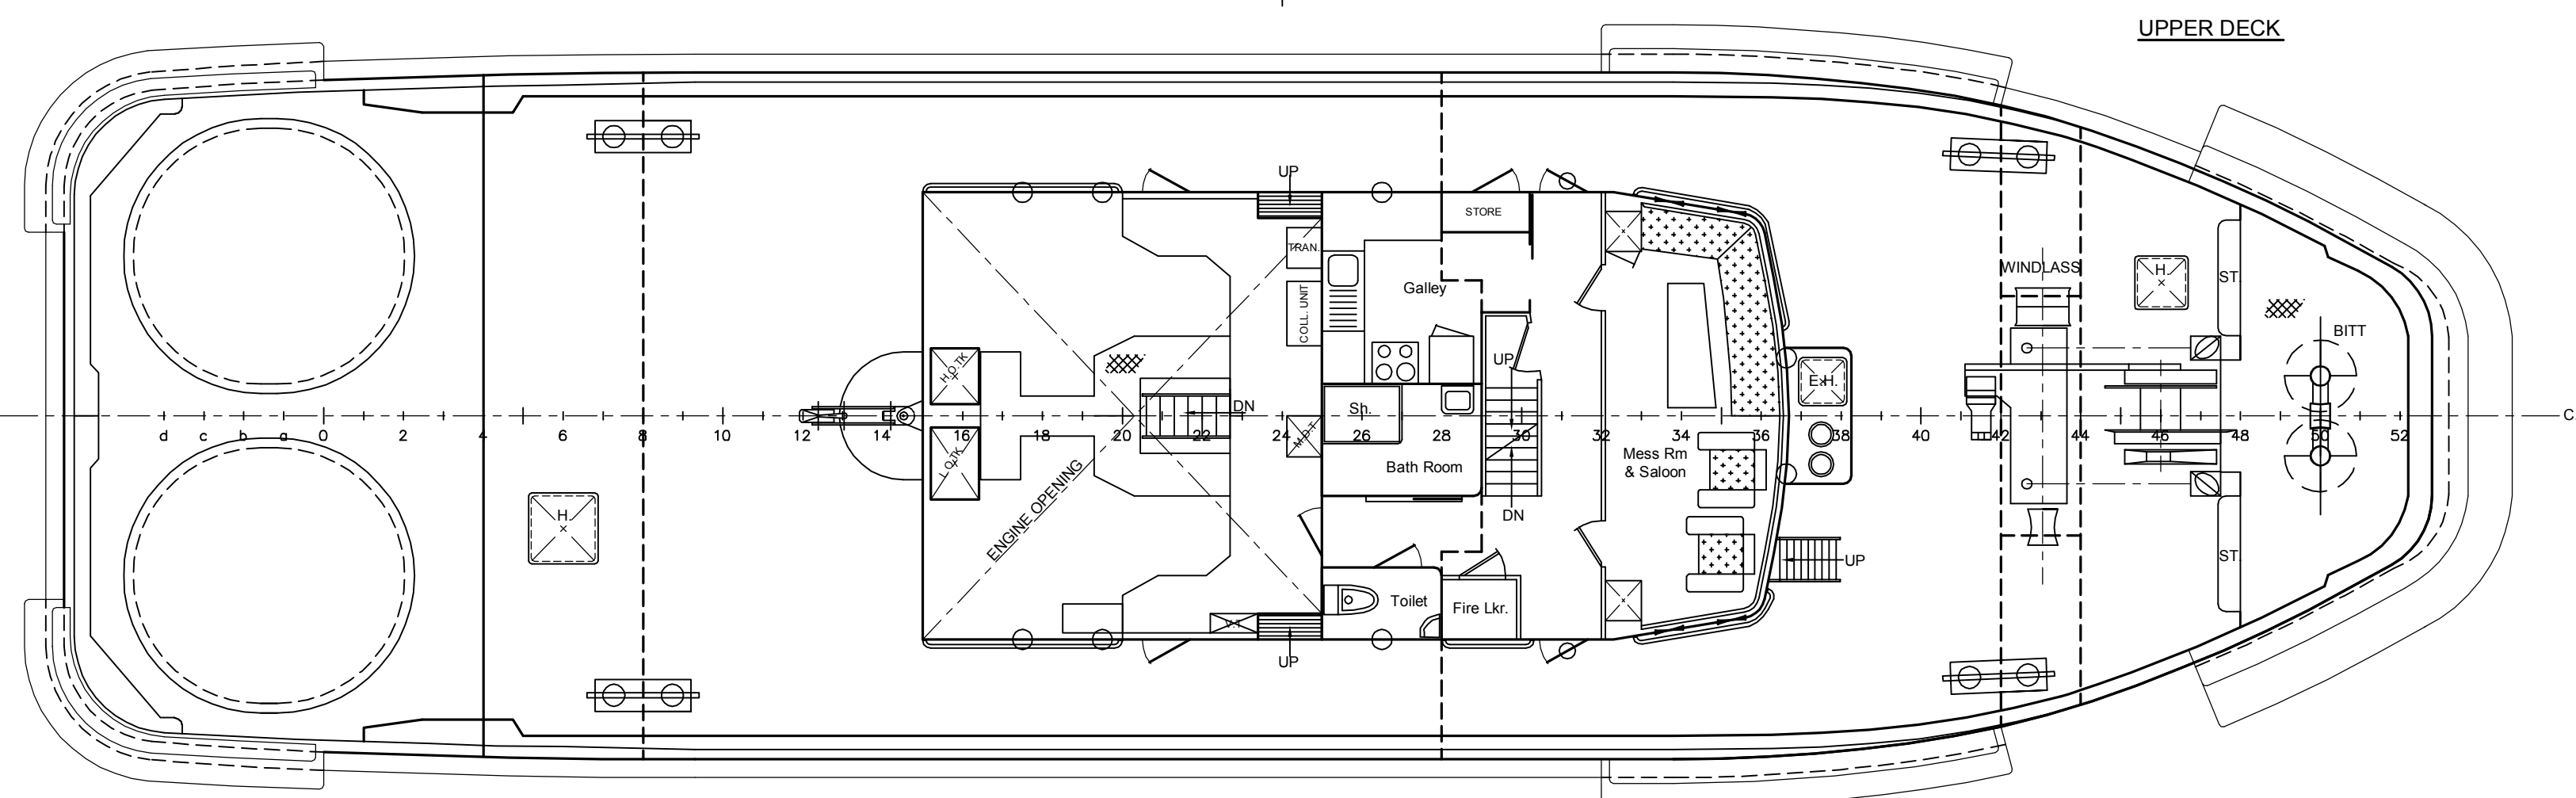 UPPER DECK
UP
STORE
TRAN.
COLL. UNIT
Galley
WINDLASS
H.
ST.
BITT
UP
H.O.TK
E.H.
Sh.
DN
M.D.T
C
d c b a 0 2 4 6 8 10 12 14 16 18 20 22 24 26 28 30 32 34 36 38 40 42 44 46 48 50 52
L.O.TK
Bath Room
Mess Rm
& Saloon
ENGINE OPENING
H.
DN
ST.
UP
Toilet
Fire Lkr.
UP